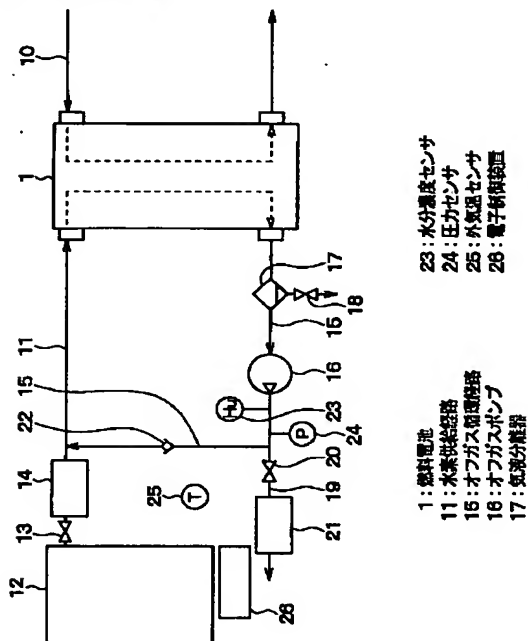 10
1
11
15
22
14
13
12
25
T
17
18
15
16
Hu
23
P
24
20
19
21
26
1：燃料電池
11：水素供給経路
15：オフガス循環経路
16：オフガスポンプ
17：気液分離器
23：水分濃度センサ
24：圧力センサ
25：外気温センサ
26：電子制御装置